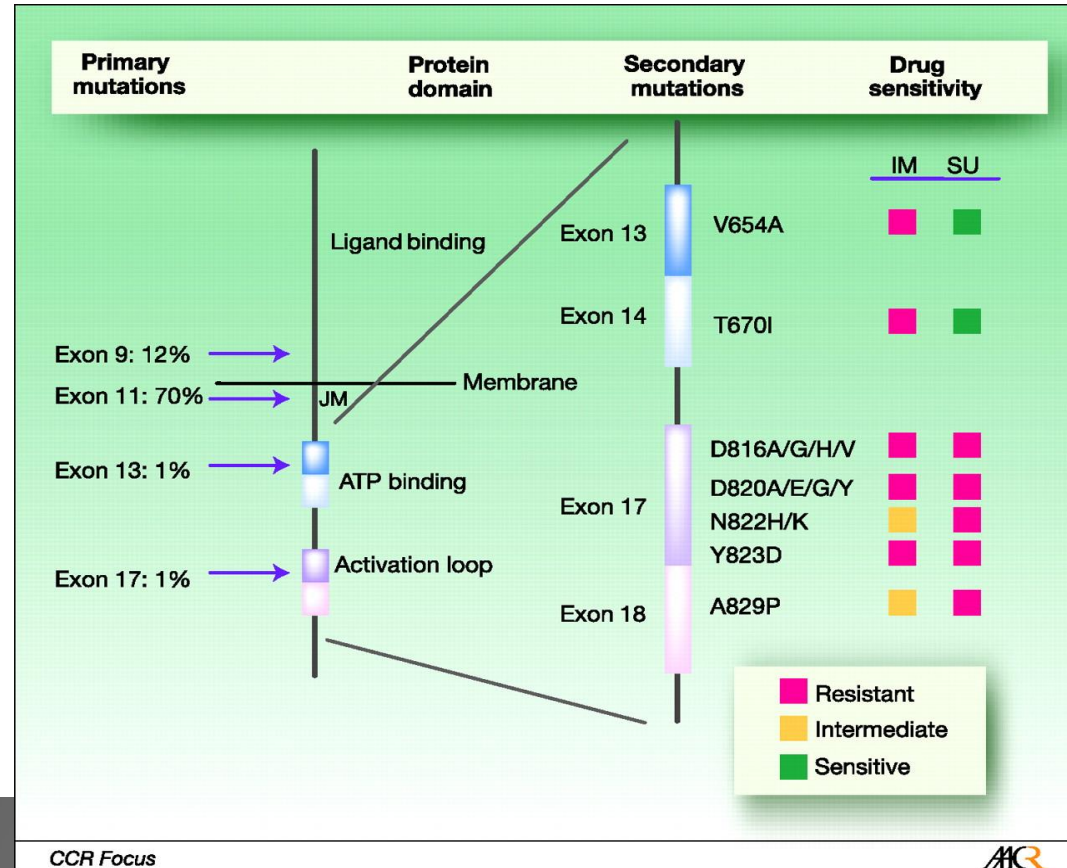 Primary
mutations
Protein
domain
Secondary
mutations
Drug
sensitivity
IM SU
Ligand binding
Exon 9: 12%
Membrane
Exon 11: 70%
JM
Exon 13: 1%
ATP binding
Exon 17: 1%
Activation loop
Exon 13
V654A
Exon 14
T670I
D816A/G/H/V
D820A/E/G/Y
Exon 17
N822H/K
Y823D
Exon 18
A829P
Resistant
Intermediate
Sensitive
CCR Focus
AACR